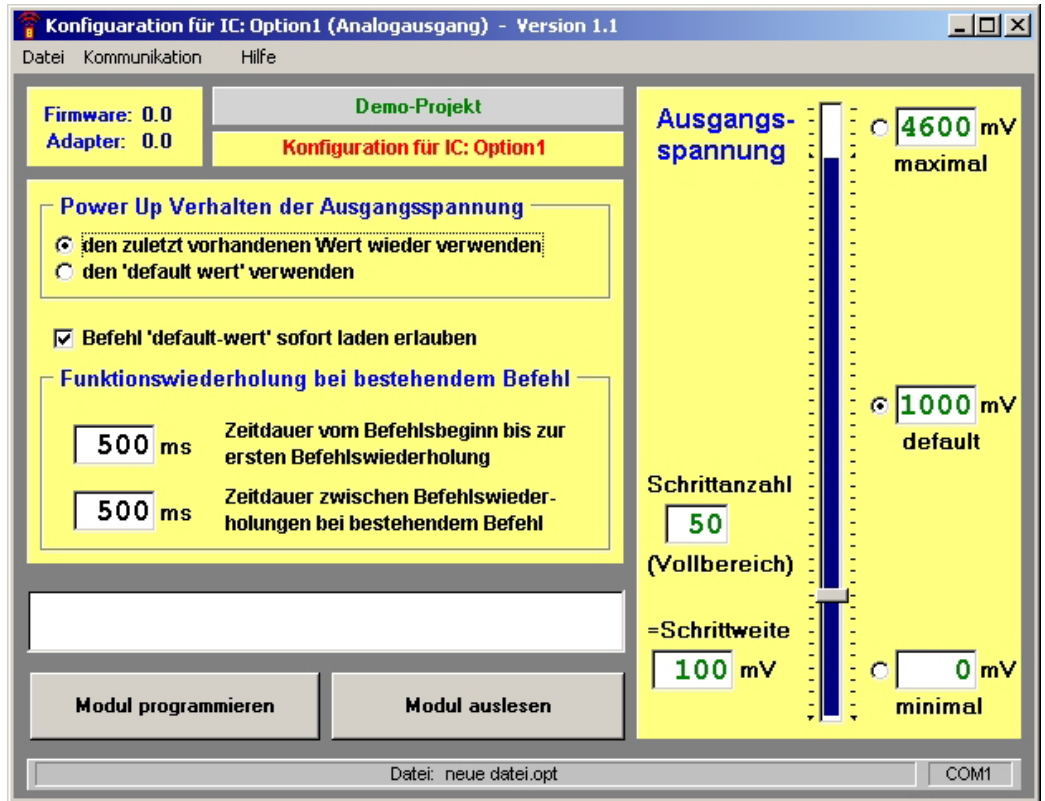 Konfiguaration für IC: Option1 (Analogausgang) - Version 1.1
Datei Kommunikation Hilfe
Firmware: 0.0
Adapter: 0.0
Demo-Projekt
Konfiguration für IC: Option1
Power Up Verhalten der Ausgangsspannung
den zuletzt vorhandenen Wert wieder verwenden
den 'default wert' verwenden
Befehl 'default-wert' sofort laden erlauben
Funktionswiederholung bei bestehendem Befehl
500 ms
Zeitdauer vom Befehlsbeginn bis zur
ersten Befehlswiederholung
500 ms
Zeitdauer zwischen Befehlswieder-
holungen bei bestehendem Befehl
Modul programmieren
Modul auslesen
Ausgangs-
spannung
4600 mV
maximal
1000 mV
default
Schrittanzahl
50
(Vollbereich)
=Schrittweite
100 mV
0 mV
minimal
Datei: neue datei.opt
COM1